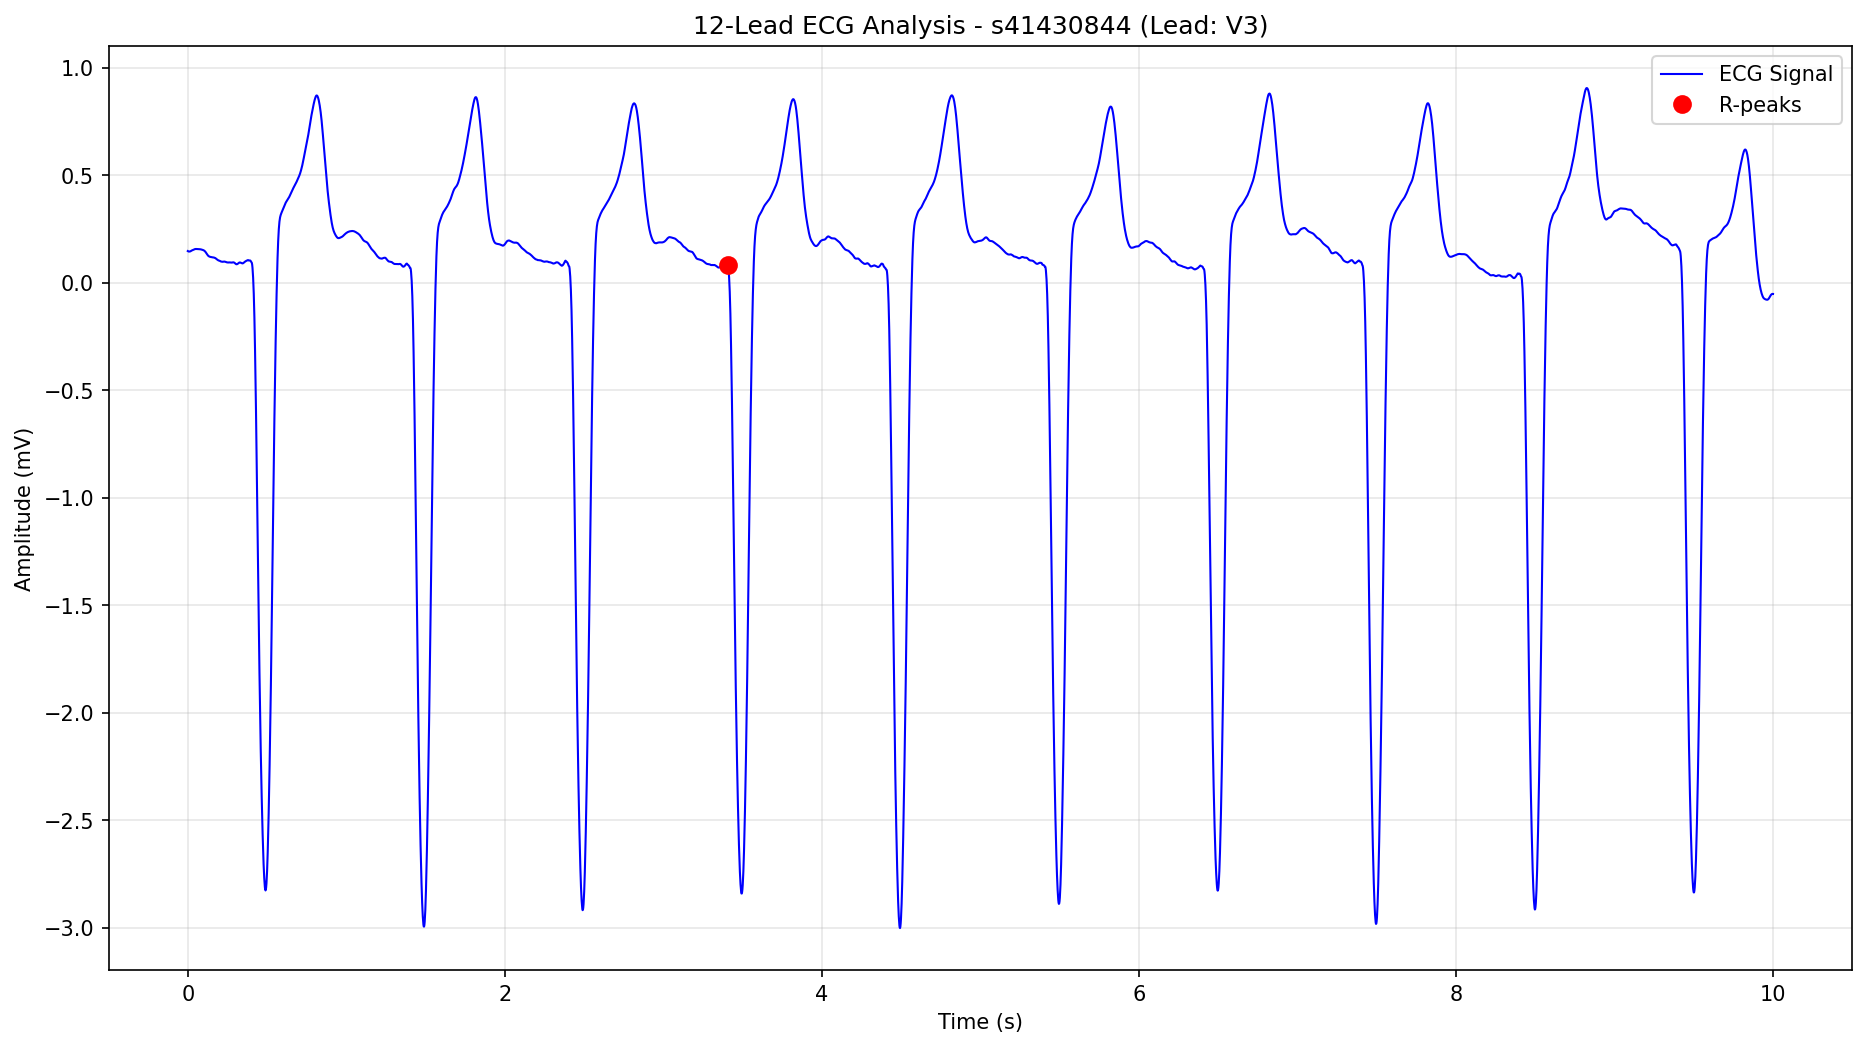 12-Lead ECG Analysis - s41430844 (Lead: V3)
ECG Signal
R-peaks
1.0
0.5
0.0
−0.5
−1.0
−1.5
−2.0
−2.5
−3.0
Amplitude (mV)
0 2 4 6 8 10
Time (s)